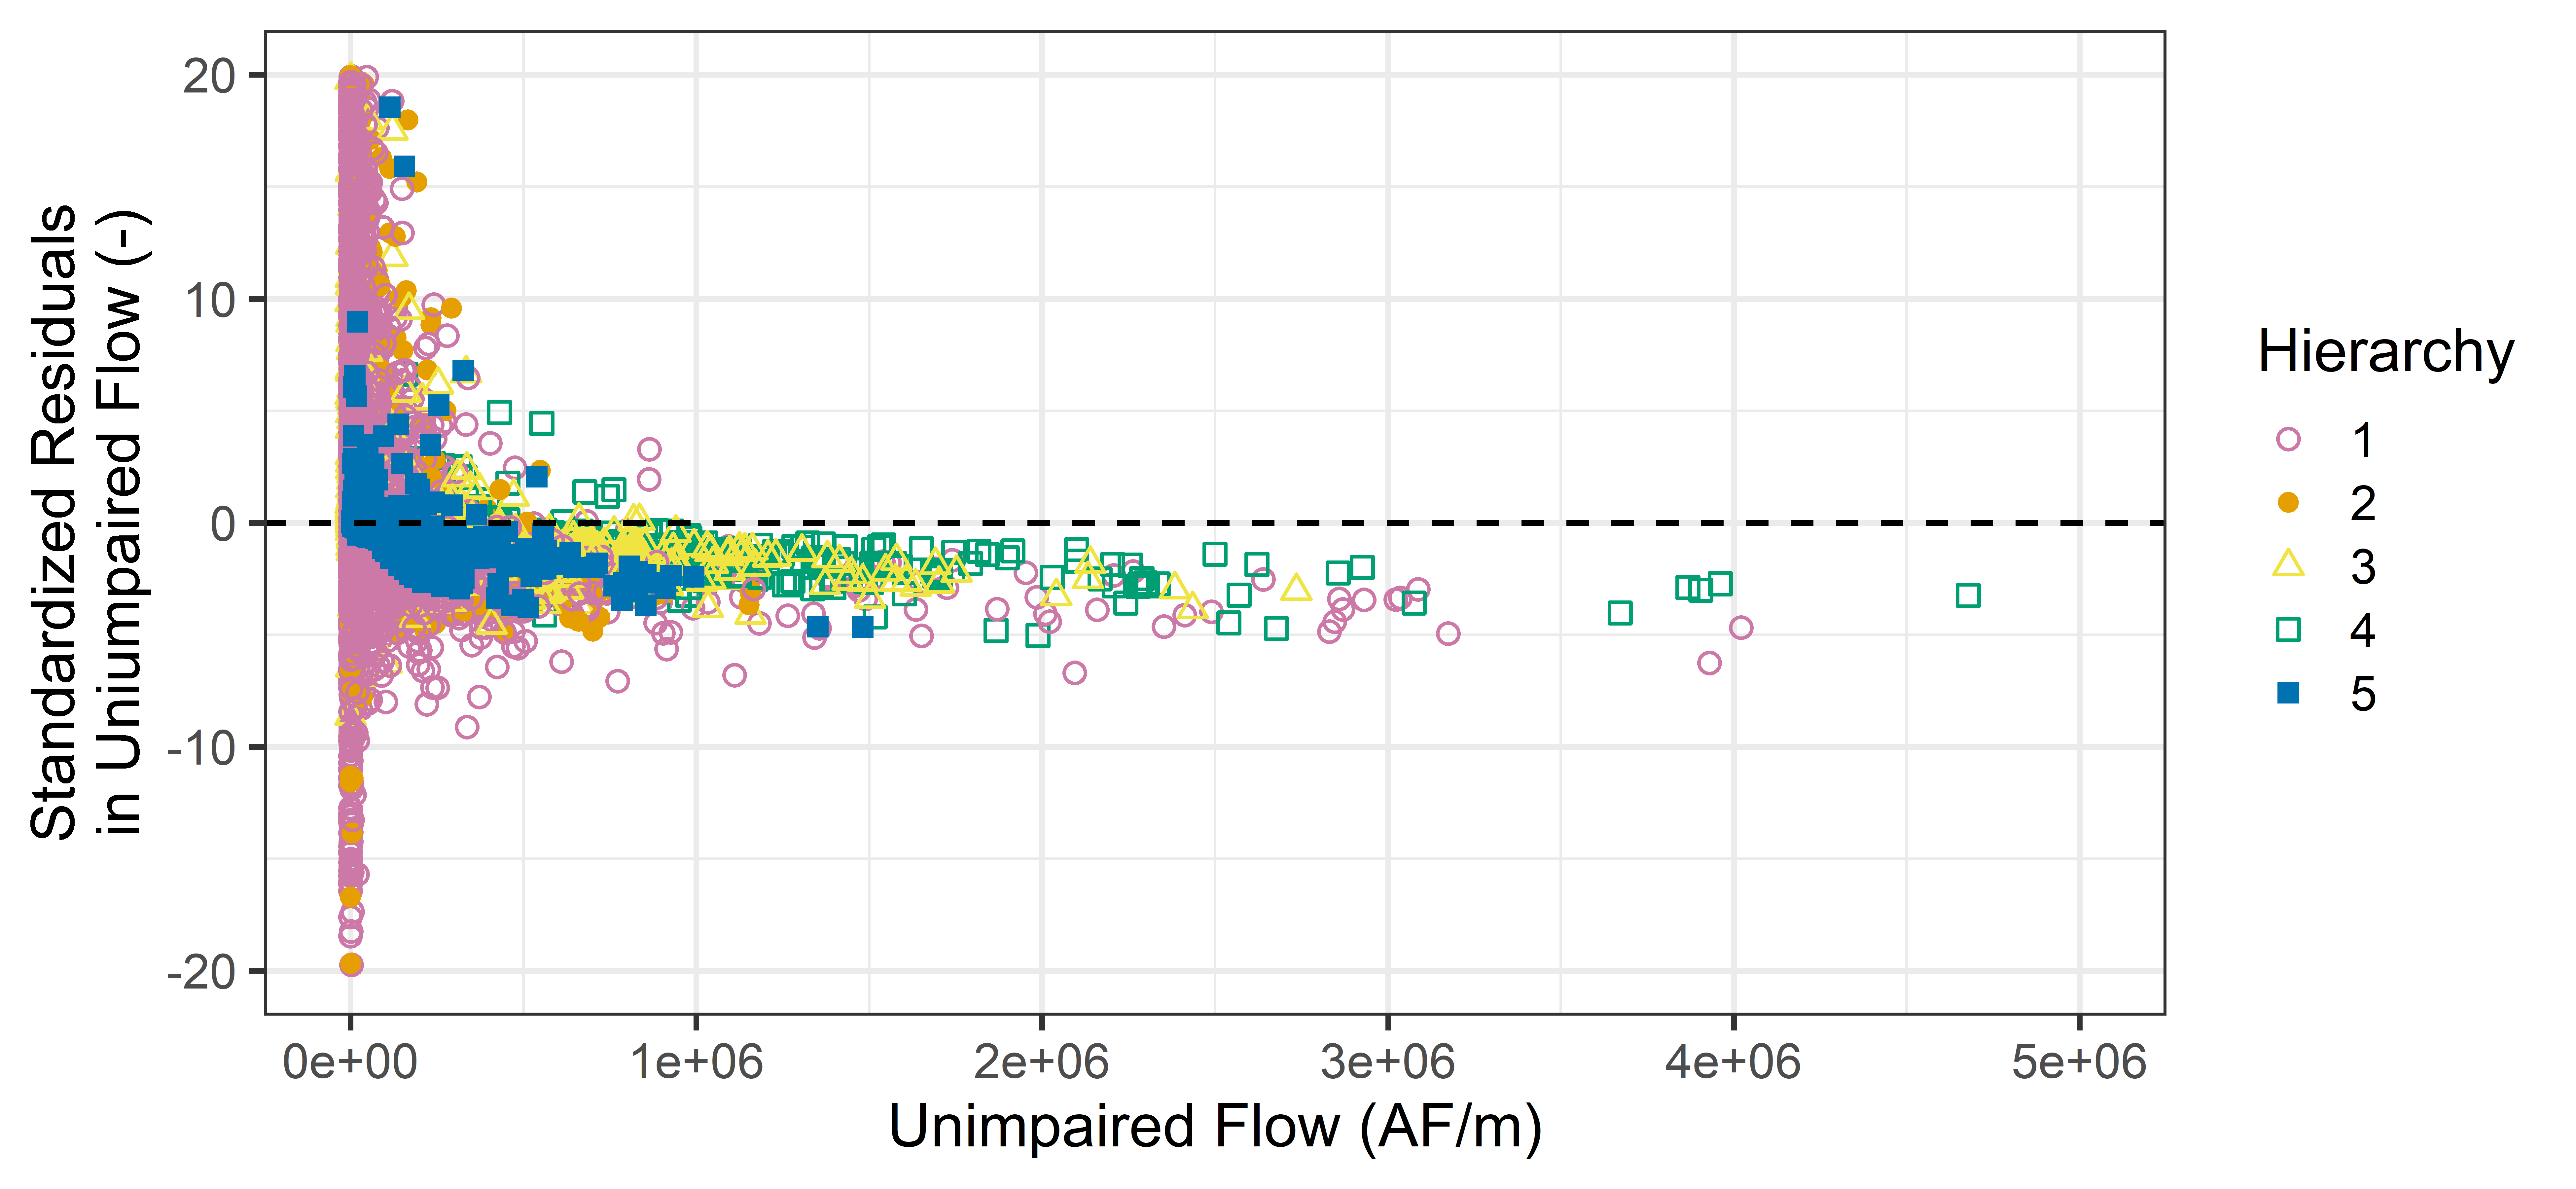 Standardized Residuals
in Uniumpaired Flow (-)
20
10
0
-10
-20
0e+00
1e+06
2e+06
3e+06
4e+06
5e+06
Unimpaired Flow (AF/m)
Hierarchy
1
2
3
4
5